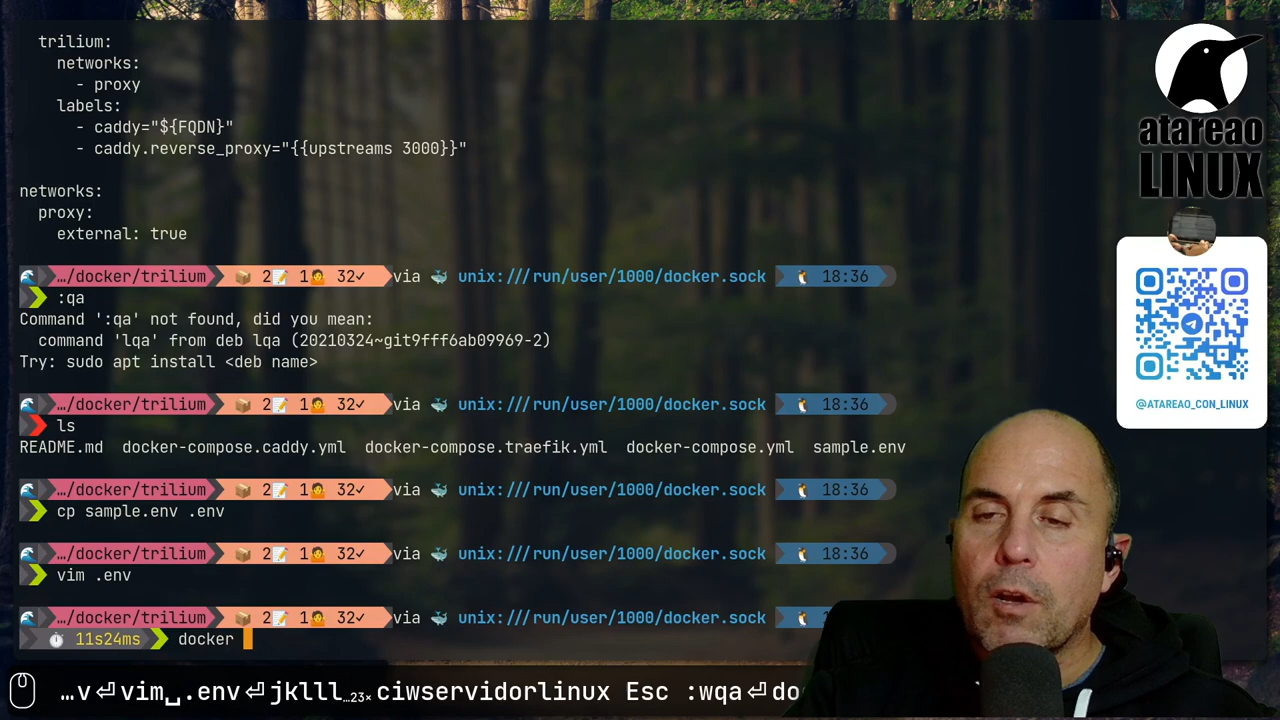 trilium:
networks:
- proxy
labels:
- caddy="${FQDN}"
- caddy.reverse_proxy="{{upstreams 3000}}"
networks:
proxy:
external: true
…/docker/trilium 2 1 32✓ via unix:///run/user/1000/docker.sock 18:36
:qa
Command ':qa' not found, did you mean:
command 'lqa' from deb lqa (20210324~git9fff6ab09969-2)
Try: sudo apt install <deb name>
…/docker/trilium 2 1 32✓ via unix:///run/user/1000/docker.sock 18:36
ls
README.md docker-compose.caddy.yml docker-compose.traefik.yml docker-compose.yml sample.env
…/docker/trilium 2 1 32✓ via unix:///run/user/1000/docker.sock 18:36
cp sample.env .env
…/docker/trilium 2 1 32✓ via unix:///run/user/1000/docker.sock 18:36
vim .env
…/docker/trilium 2 1 32✓ via unix:///run/user/1000/docker.sock
11s24ms docker
…v⏎vim␣.env⏎jklll…23×ciwservidorlinux Esc :wqa⏎do
atareao
LINUX
@ATAREAO_CON_LINUX